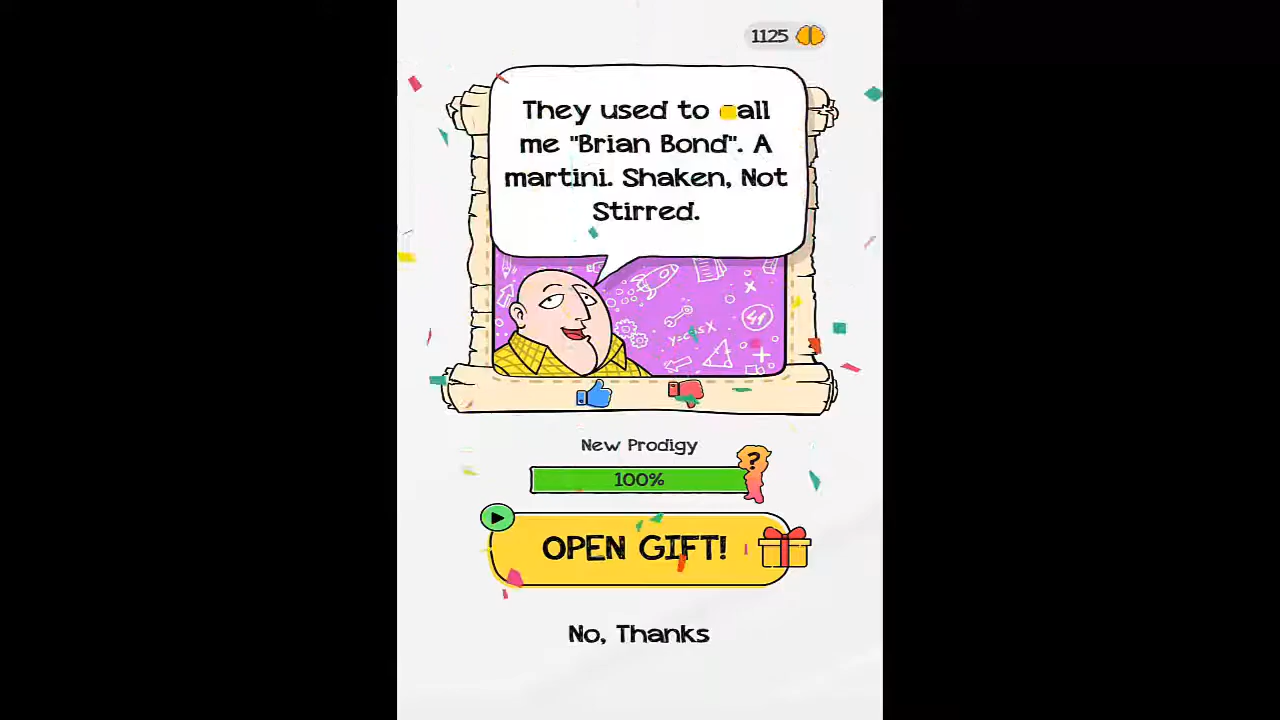 1125
They used to call
me "Brian Bond". A
martini. Shaken, Not
Stirred.
New Prodigy
?
100%
OPEN GIFT!
No, Thanks